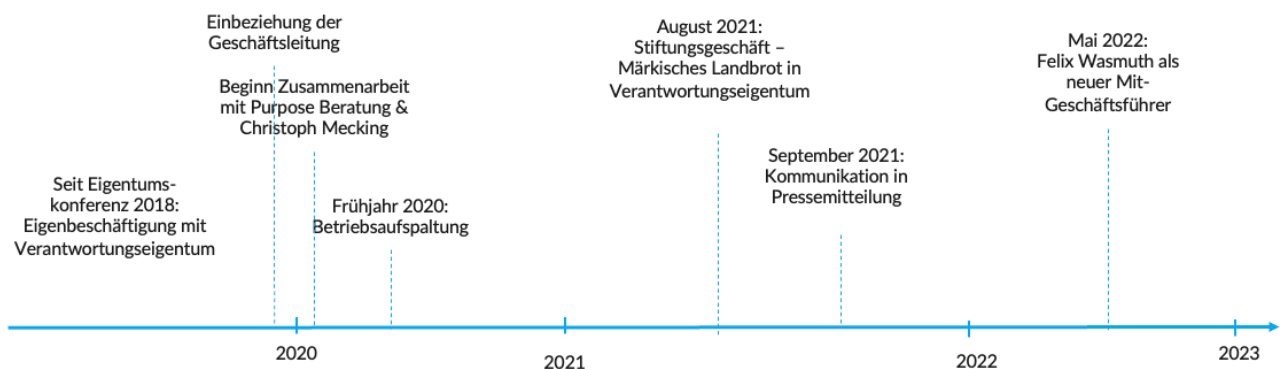 Einbeziehung der
Geschäftsleitung
Beginn Zusammenarbeit
mit Purpose Beratung &
Christoph Mecking
Seit Eigentums-
konferenz 2018:
Eigenbeschäftigung mit
Verantwortungseigentum
Frühjahr 2020:
Betriebsaufspaltung
August 2021:
Stiftungsgeschäft –
Märkisches Landbrot in
Verantwortungseigentum
September 2021:
Kommunikation in
Pressemitteilung
Mai 2022:
Felix Wasmuth als
neuer Mit-
Geschäftsführer
2020
2021
2022
2023